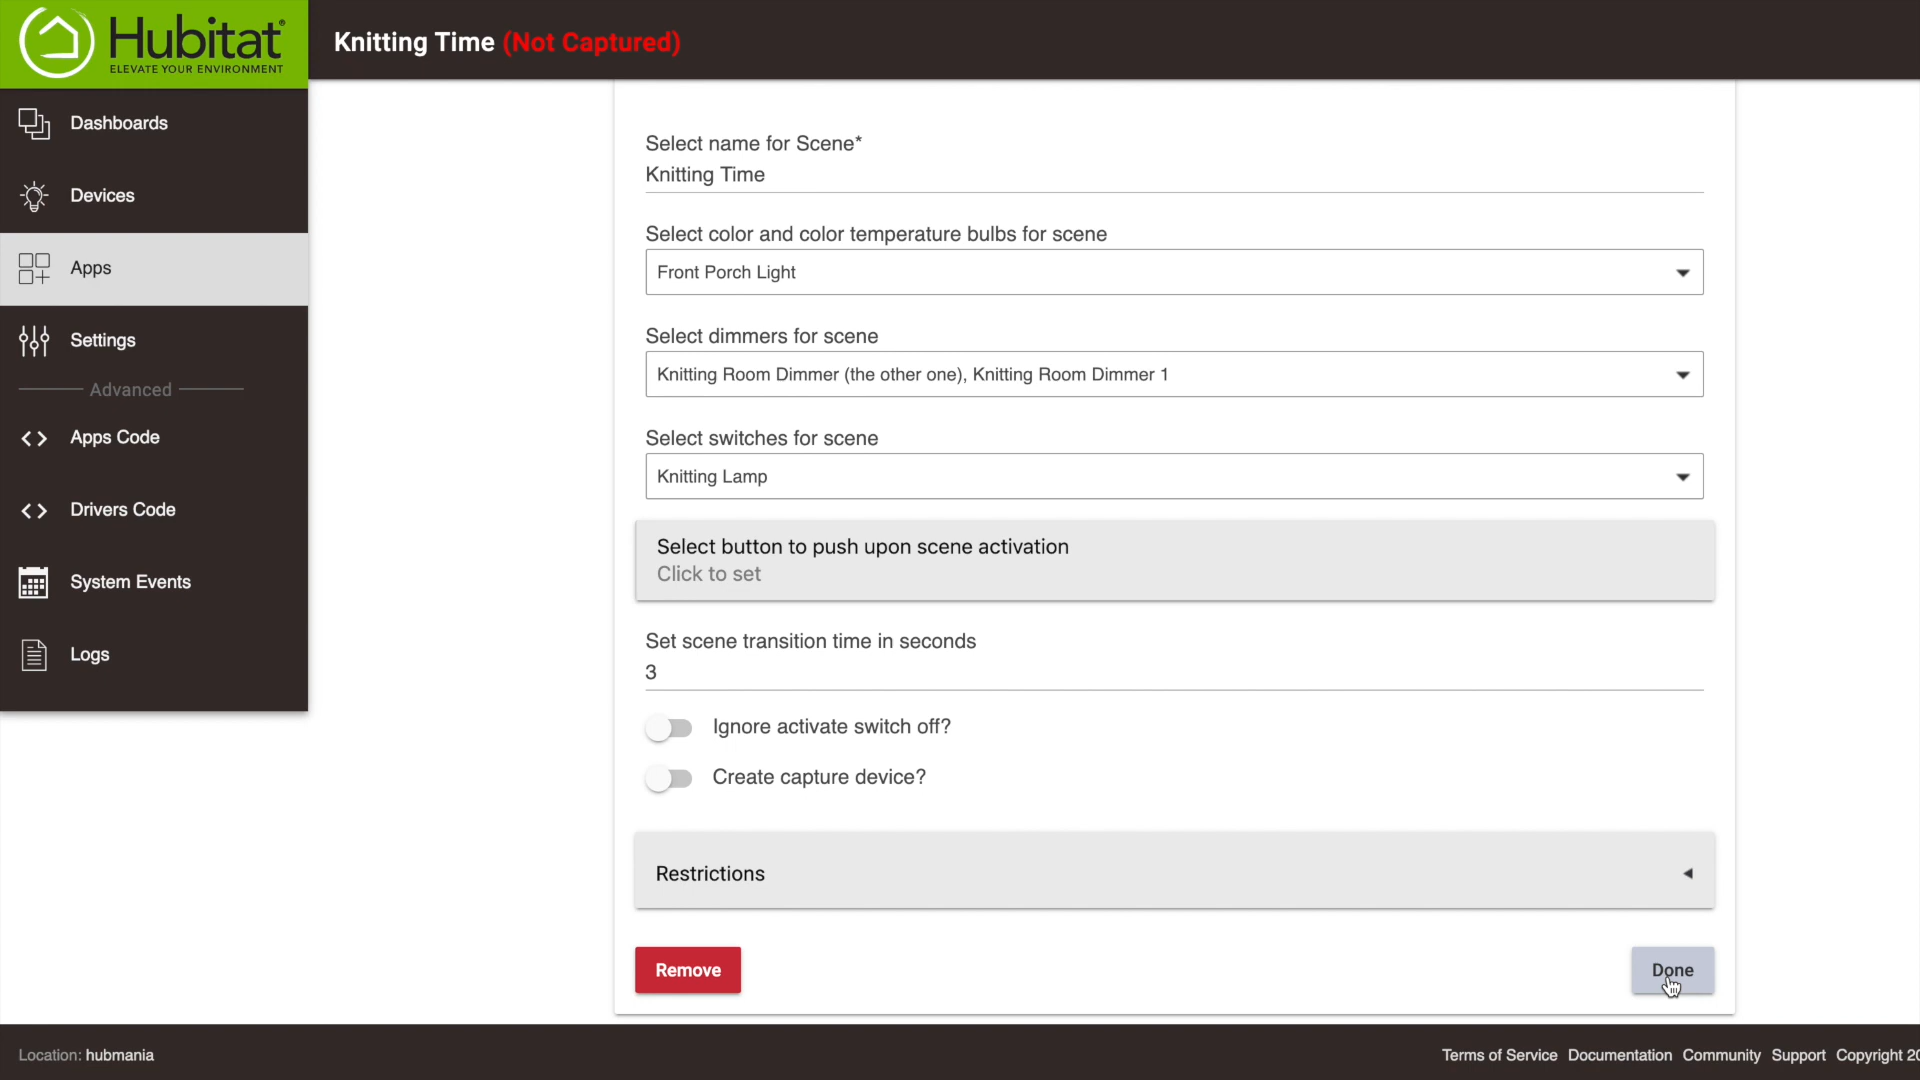 Hubitat®
ELEVATE YOUR ENVIRONMENT
Knitting Time (Not Captured)
Dashboards
Devices
Apps
Settings
Advanced
Apps Code
Drivers Code
System Events
Logs
Select name for Scene*
Knitting Time
Select color and color temperature bulbs for scene
Front Porch Light
Select dimmers for scene
Knitting Room Dimmer (the other one), Knitting Room Dimmer 1
Select switches for scene
Knitting Lamp
Select button to push upon scene activation
Click to set
Set scene transition time in seconds
3
Ignore activate switch off?
Create capture device?
Restrictions
Remove
Done
Location: hubmania
Terms of Service Documentation Community Support Copyright 20